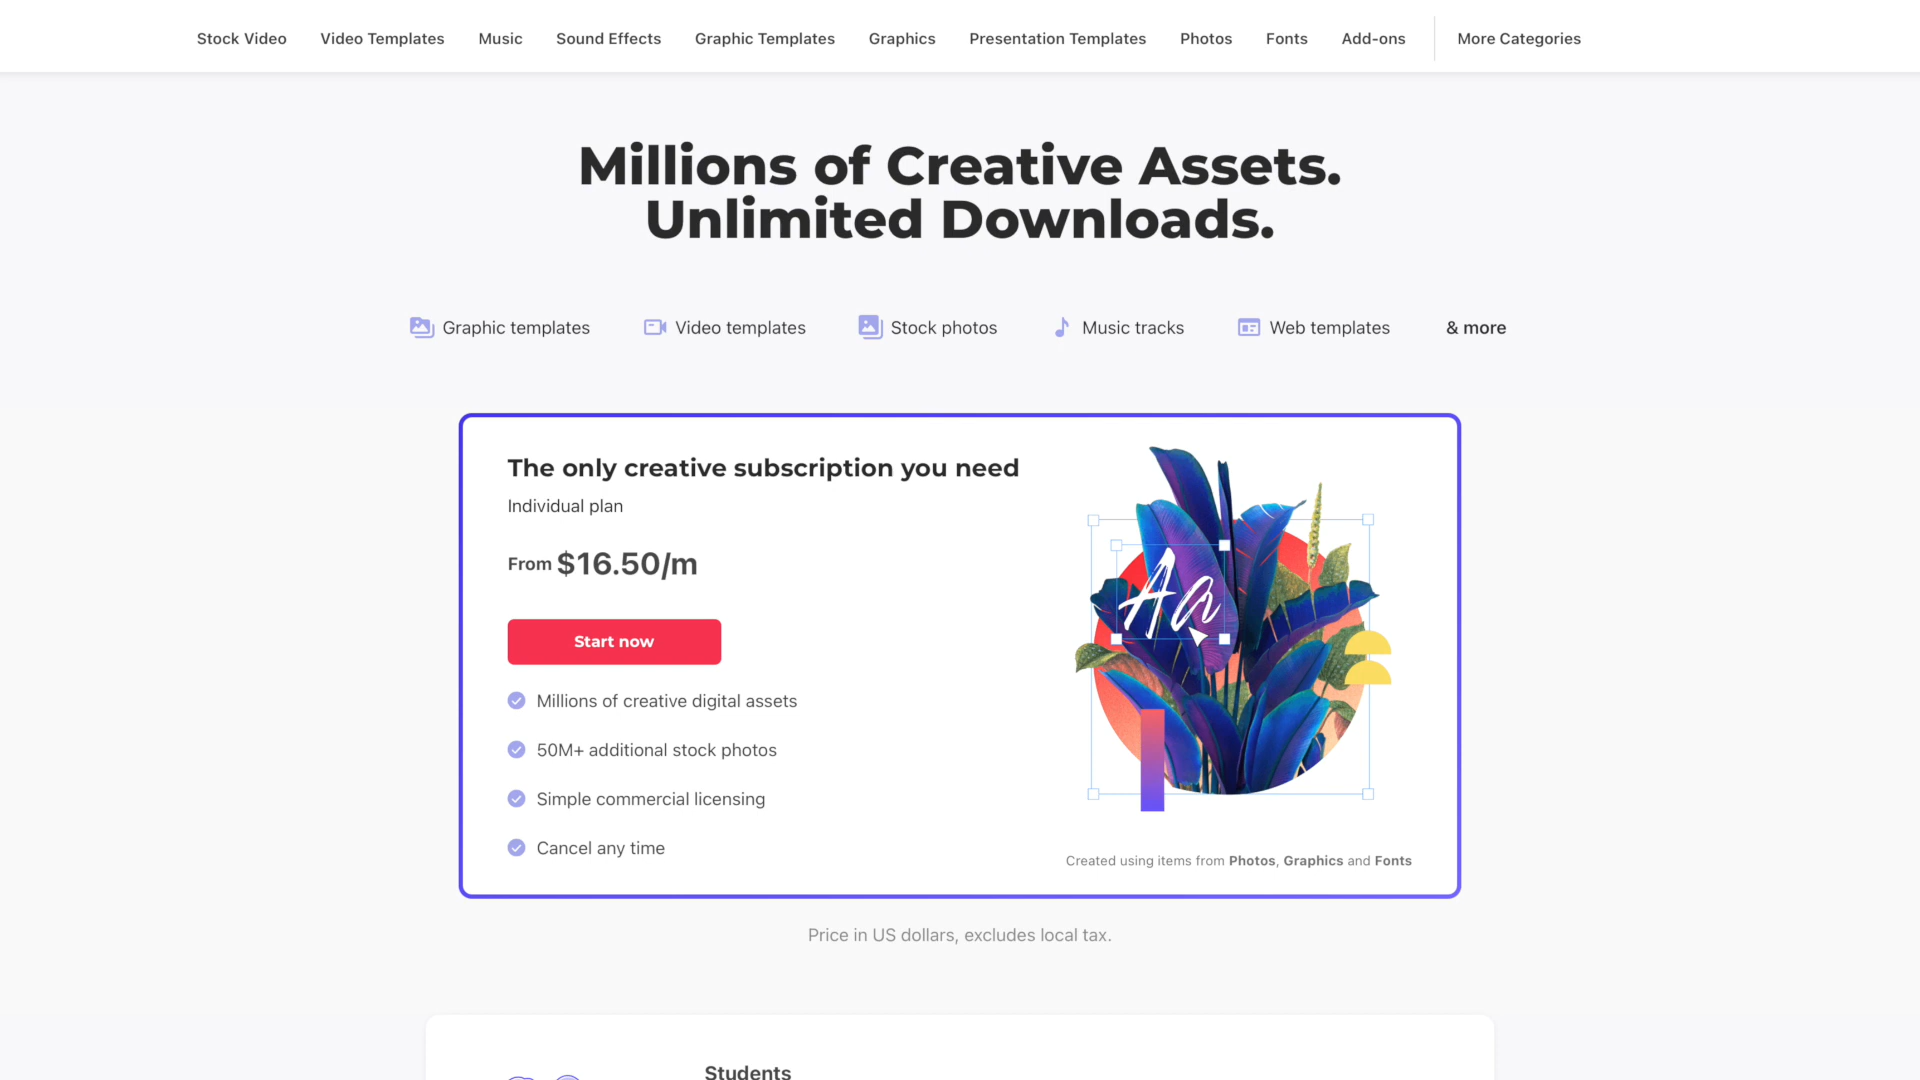 Stock Video Video Templates Music Sound Effects Graphic Templates Graphics Presentation Templates Photos Fonts Add-ons More Categories
Millions of Creative Assets.
Unlimited Downloads.
Graphic templates Video templates Stock photos Music tracks Web templates & more
The only creative subscription you need
Individual plan
From $16.50/m
Start now
Millions of creative digital assets
50M+ additional stock photos
Simple commercial licensing
Cancel any time
Aa
Created using items from Photos, Graphics and Fonts
Price in US dollars, excludes local tax.
Students